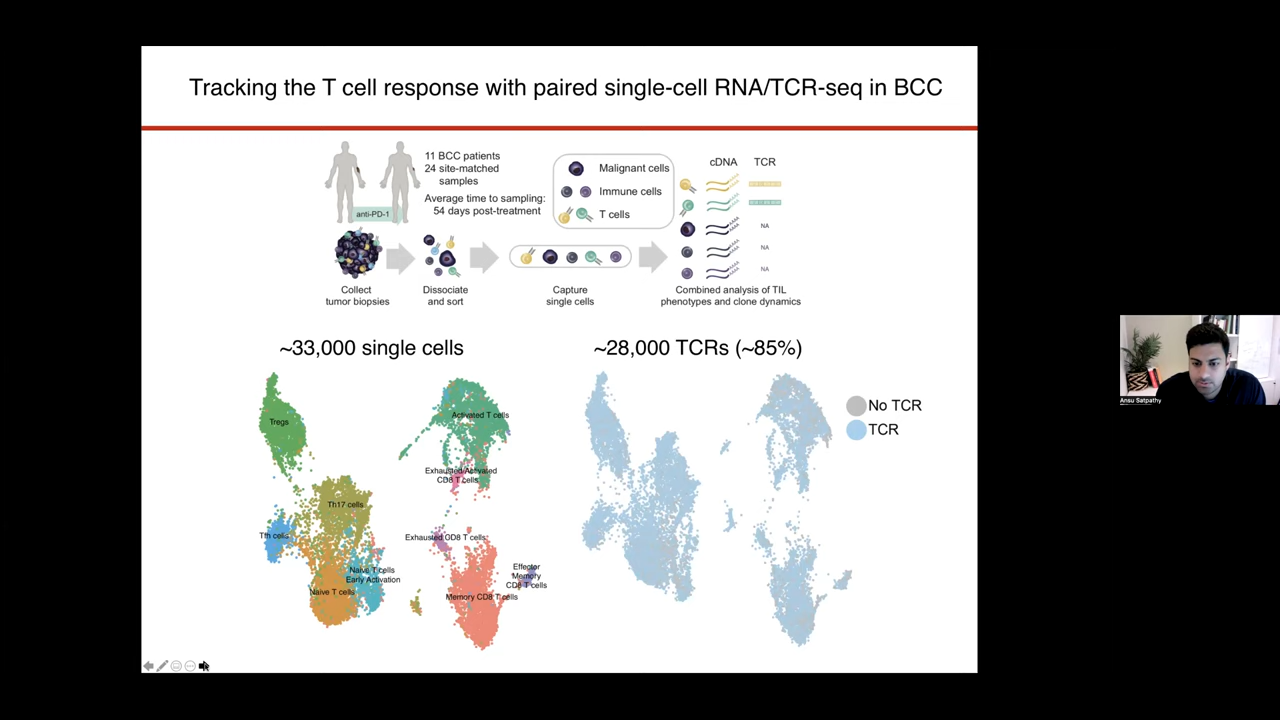 Tracking the T cell response with paired single-cell RNA/TCR-seq in BCC
11 BCC patients
24 site-matched
samples
Average time to sampling:
54 days post-treatment
anti-PD-1
Malignant cells
Immune cells
T cells
cDNA
TCR
NA
NA
NA
Collect
tumor biopsies
Dissociate
and sort
Capture
single cells
Combined analysis of TIL
phenotypes and clone dynamics
~33,000 single cells
Tregs
Activated T cells
Exhausted/Activated
CD8 T cells
Th17 cells
Tfh cells
Exhausted CD8 T cells
Naive T cells
Early Activation
Naive T cells
Effector
Memory
CD8 T cells
Memory CD8 T cells
~28,000 TCRs (~85%)
No TCR
TCR
Ansu Satpathy